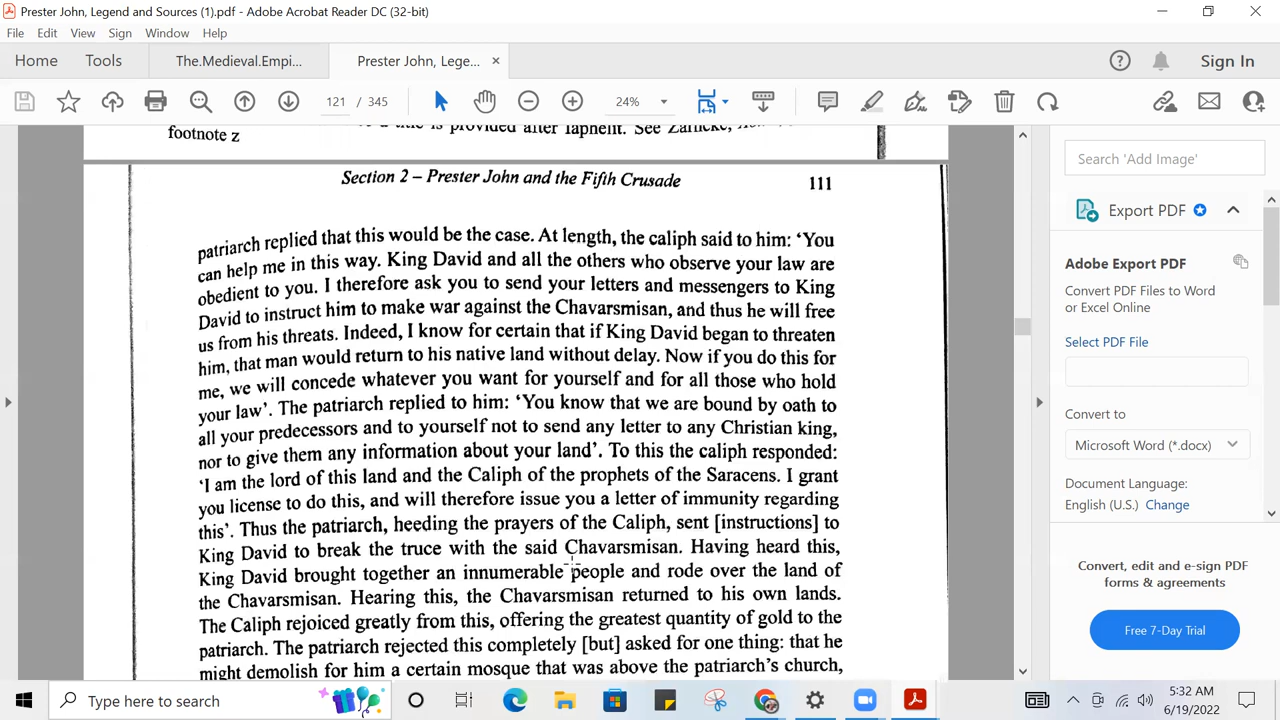 Prester John, Legend and Sources (1).pdf - Adobe Acrobat Reader DC (32-bit)
File Edit View Sign Window Help
Home Tools The.Medieval.Empi... Prester John, Lege... × Sign In
121 / 345 24%
footnote z a title is provided after Iaphelit. See Zarncke,
Section 2 – Prester John and the Fifth Crusade 111
patriarch replied that this would be the case. At length, the caliph said to him: ‘You
can help me in this way. King David and all the others who observe your law are
obedient to you. I therefore ask you to send your letters and messengers to King
David to instruct him to make war against the Chavarsmisan, and thus he will free
us from his threats. Indeed, I know for certain that if King David began to threaten
him, that man would return to his native land without delay. Now if you do this for
me, we will concede whatever you want for yourself and for all those who hold
your law’. The patriarch replied to him: ‘You know that we are bound by oath to
all your predecessors and to yourself not to send any letter to any Christian king,
nor to give them any information about your land’. To this the caliph responded:
‘I am the lord of this land and the Caliph of the prophets of the Saracens. I grant
you license to do this, and will therefore issue you a letter of immunity regarding
this’. Thus the patriarch, heeding the prayers of the Caliph, sent [instructions] to
King David to break the truce with the said Chavarsmisan. Having heard this,
King David brought together an innumerable people and rode over the land of
the Chavarsmisan. Hearing this, the Chavarsmisan returned to his own lands.
The Caliph rejoiced greatly from this, offering the greatest quantity of gold to the
patriarch. The patriarch rejected this completely [but] asked for one thing: that he
might demolish for him a certain mosque that was above the patriarch’s church,
Search 'Add Image'
Export PDF
Adobe Export PDF
Convert PDF Files to Word
or Excel Online
Select PDF File
Convert to
Microsoft Word (*.docx)
Document Language:
English (U.S.) Change
Convert, edit and e-sign PDF
forms & agreements
Free 7-Day Trial
Type here to search
5:32 AM
6/19/2022